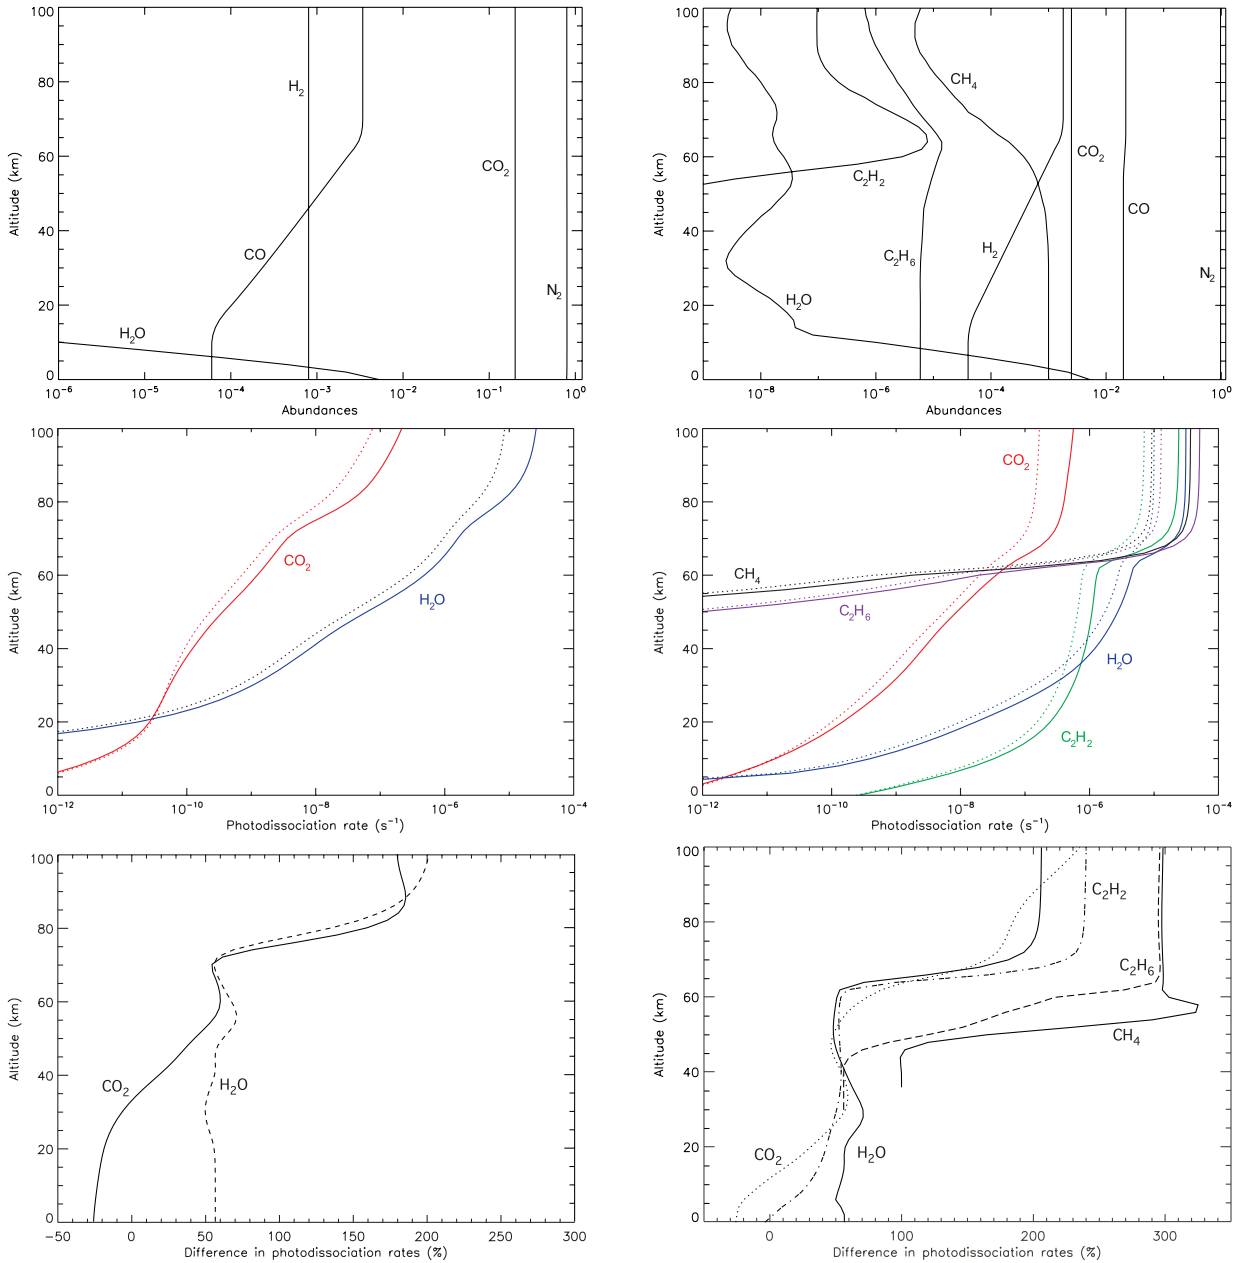 100
80
60
40
20
0
Altitude (km)
H₂
CO₂
CO
N₂
H₂O
10⁻⁶ 10⁻⁵ 10⁻⁴ 10⁻³ 10⁻² 10⁻¹ 10⁰
Abundances
100
80
60
40
20
0
Altitude (km)
CH₄
CO₂
C₂H₂
CO
H₂
C₂H₆
N₂
H₂O
10⁻⁸ 10⁻⁶ 10⁻⁴ 10⁻² 10⁰
Abundances
100
80
60
40
20
0
Altitude (km)
CO₂
H₂O
10⁻¹² 10⁻¹⁰ 10⁻⁸ 10⁻⁶ 10⁻⁴
Photodissociation rate (s⁻¹)
100
80
60
40
20
0
Altitude (km)
CO₂
CH₄
C₂H₆
H₂O
C₂H₂
10⁻¹² 10⁻¹⁰ 10⁻⁸ 10⁻⁶ 10⁻⁴
Photodissociation rate (s⁻¹)
100
80
60
40
20
0
Altitude (km)
CO₂
H₂O
−50 0 50 100 150 200 250 300
Difference in photodissociation rates (%)
100
80
60
40
20
0
Altitude (km)
C₂H₂
C₂H₆
CH₄
CO₂
H₂O
0 100 200 300
Difference in photodissociation rates (%)